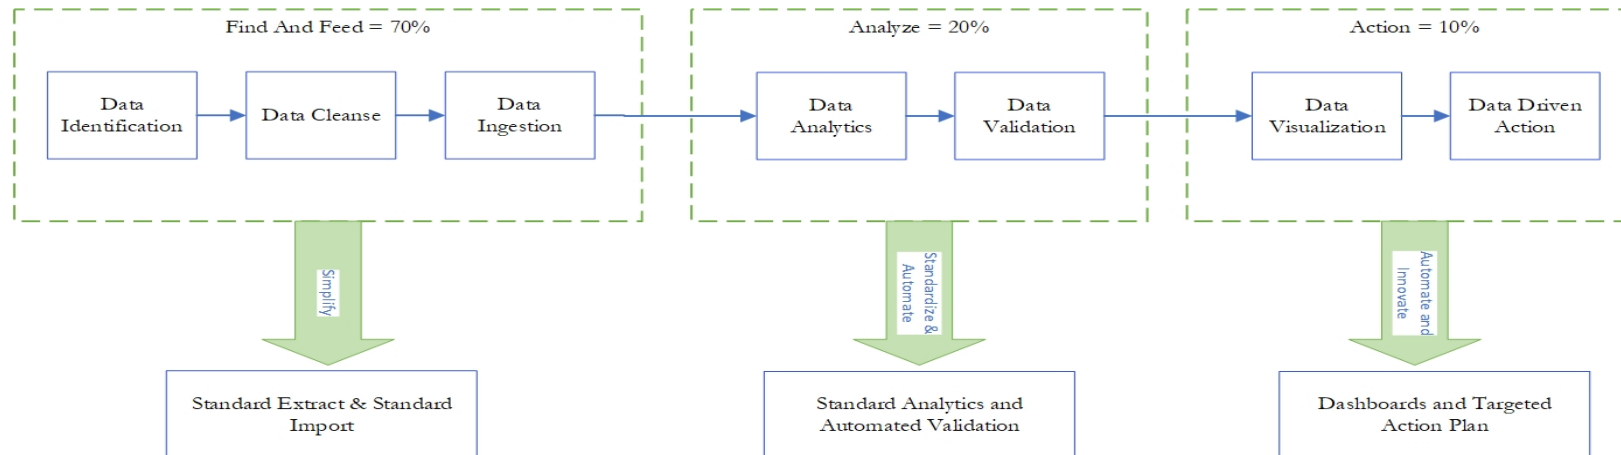 Find And Feed = 70%
Data
Identification
Data Cleanse
Data
Ingestion
Analyze = 20%
Data
Analytics
Data
Validation
Action = 10%
Data
Visualization
Data Driven
Action
Simplify
Standardize &
Automate
Automate and
Innovate
Standard Extract & Standard
Import
Standard Analytics and
Automated Validation
Dashboards and Targeted
Action Plan